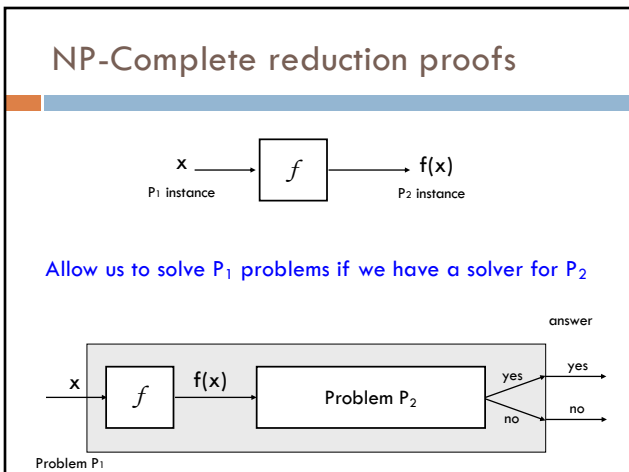 NP-Complete reduction proofs
x f f(x)
P₁ instance P₂ instance
Allow us to solve P₁ problems if we have a solver for P₂
answer
x f f(x) Problem P₂ yes yes
no no
Problem P₁